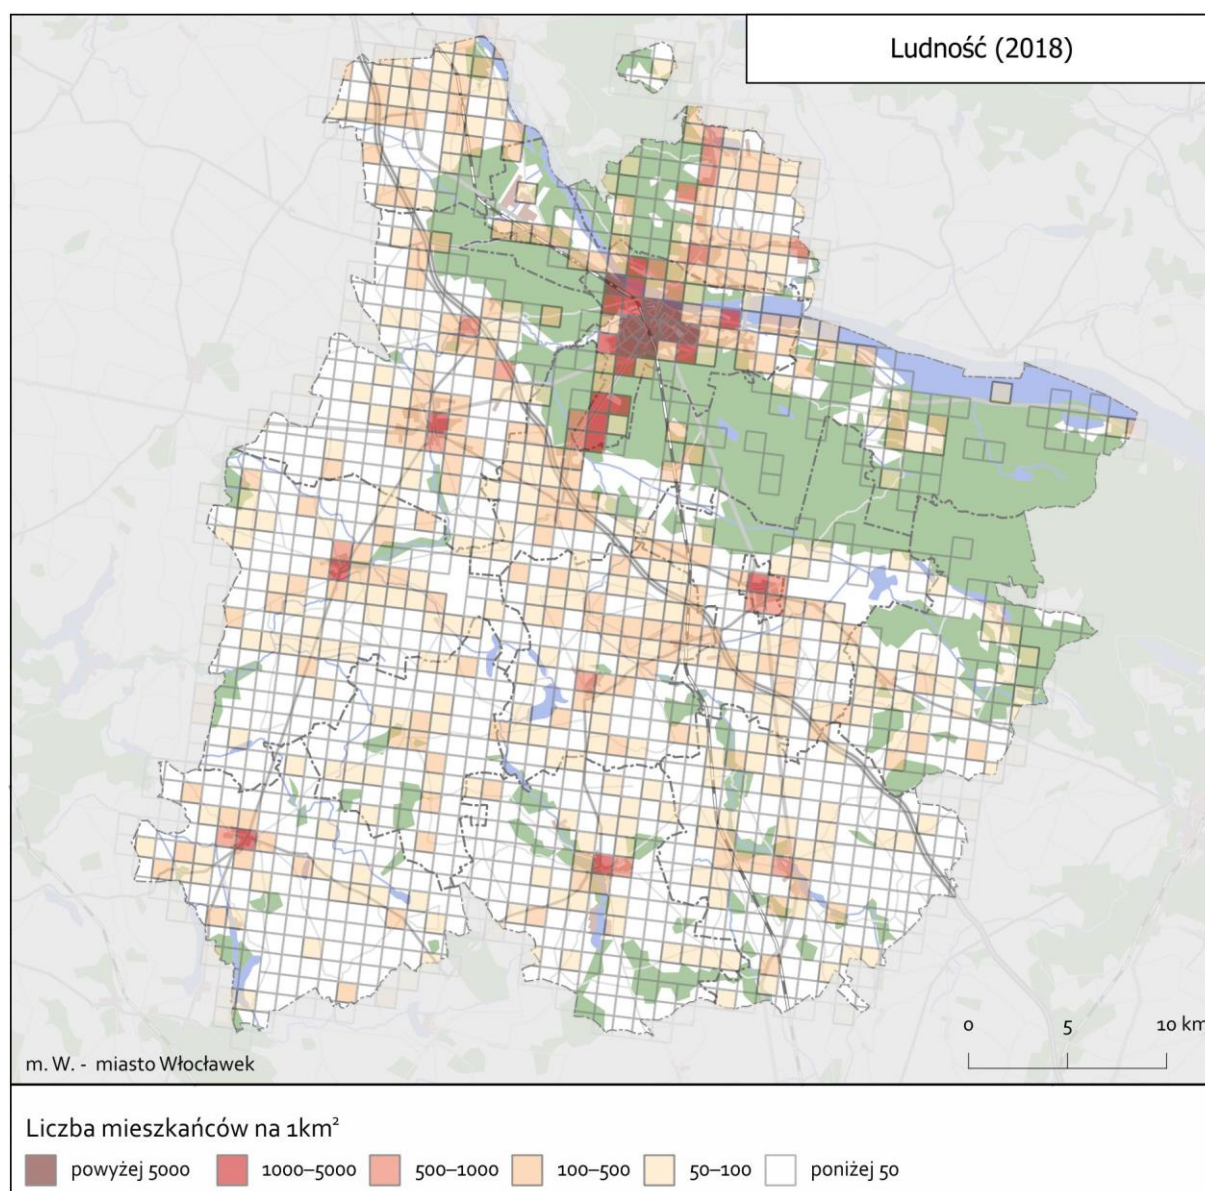 Ludność (2018)
0 5 10 km
m. W. - miasto Włocławek
Liczba mieszkańców na 1km²
powyżej 5000 1000–5000 500–1000 100–500 50–100 poniżej 50